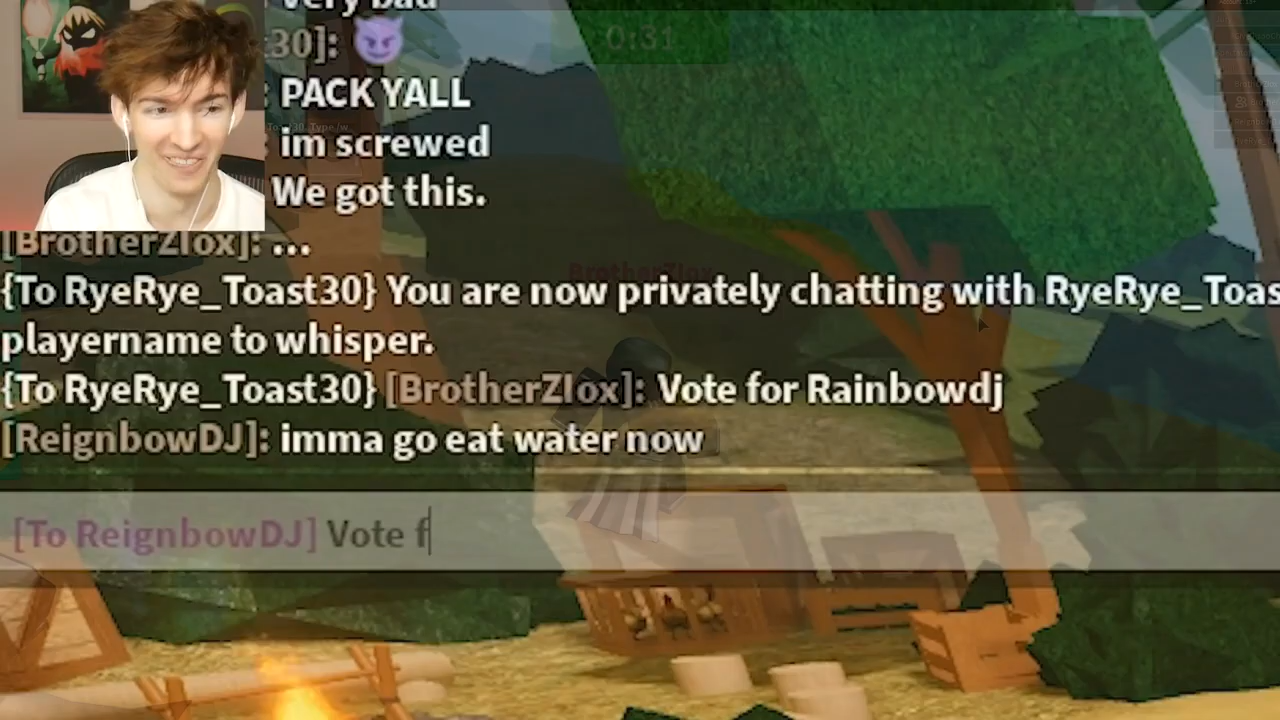 very bad
30]: 😈
0:31
: PACK YALL
: im screwed
We got this.
[BrotherZIox]: ...
{To RyeRye_Toast30} You are now privately chatting with RyeRye_Toas
playername to whisper.
{To RyeRye_Toast30} [BrotherZIox]: Vote for Rainbowdj
[ReignbowDJ]: imma go eat water now
[To ReignbowDJ] Vote f